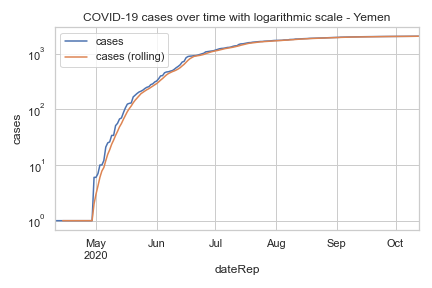 COVID-19 cases over time with logarithmic scale - Yemen
cases
cases (rolling)
10³
10²
10¹
10⁰
cases
May Jun Jul Aug Sep Oct
2020
dateRep